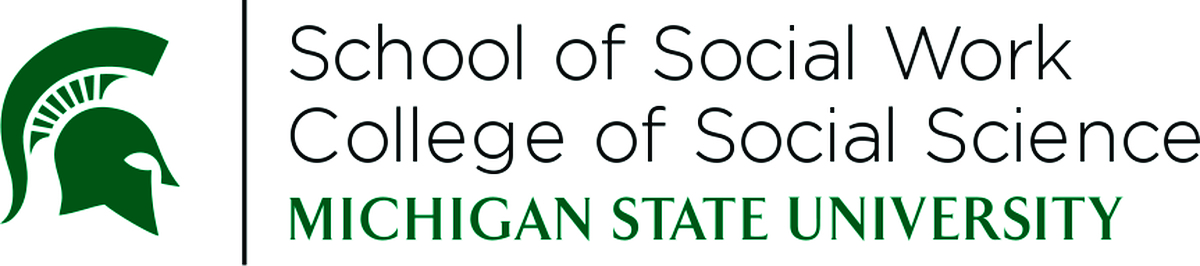 School of Social Work
College of Social Science
MICHIGAN STATE UNIVERSITY